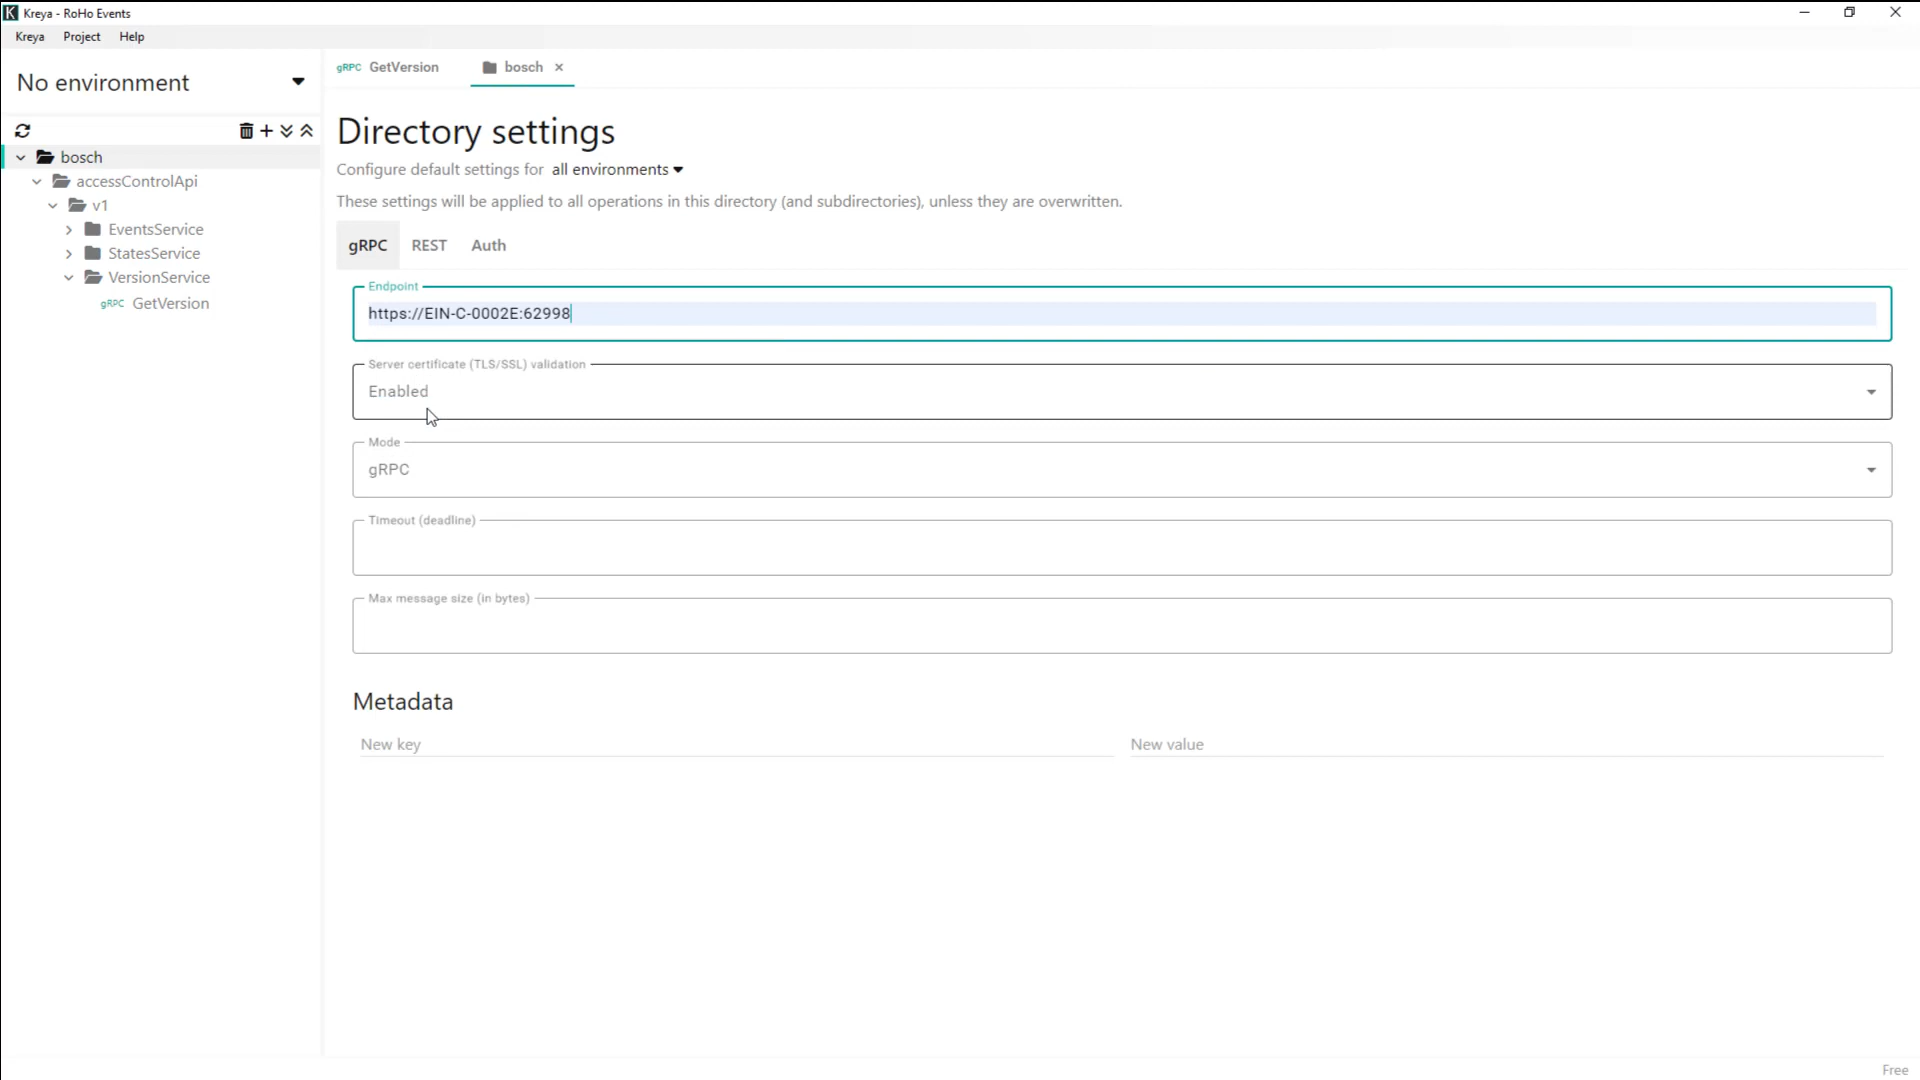 Kreya - RoHo Events
Kreya Project Help
No environment
bosch
accessControlApi
v1
EventsService
StatesService
VersionService
gRPC GetVersion
gRPC GetVersion
bosch
Directory settings
Configure default settings for all environments
These settings will be applied to all operations in this directory (and subdirectories), unless they are overwritten.
gRPC REST Auth
Endpoint
https://EIN-C-0002E:62998
Server certificate (TLS/SSL) validation
Enabled
Mode
gRPC
Timeout (deadline)
Max message size (in bytes)
Metadata
New key New value
Free